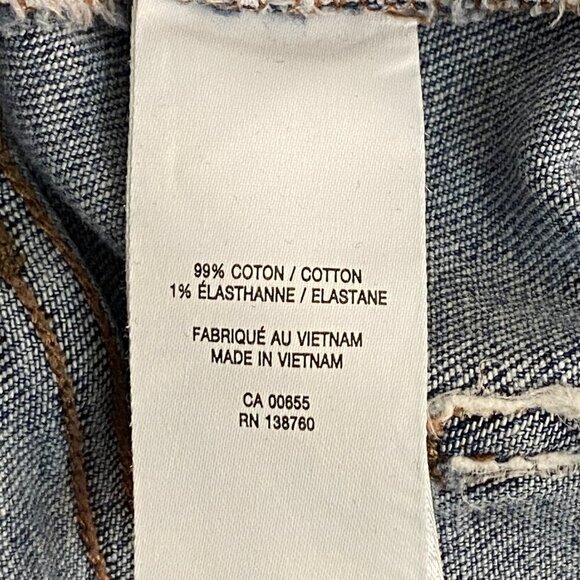 99% COTON / COTTON
1% ÉLASTHANNE / ELASTANE
FABRIQUÉ AU VIETNAM
MADE IN VIETNAM
CA 00655
RN 138760